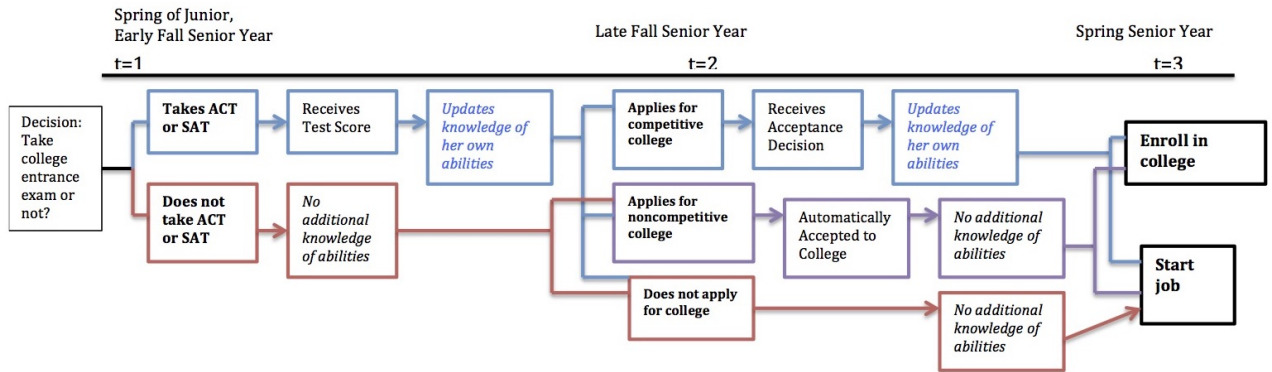 Spring of Junior,
Early Fall Senior Year
Late Fall Senior Year
Spring Senior Year
t=1
t=2
t=3
Decision:
Take
college
entrance
exam or
not?
Takes ACT
or SAT
Receives
Test Score
Updates
knowledge of
her own
abilities
Applies for
competitive
college
Receives
Acceptance
Decision
Updates
knowledge of
her own
abilities
Enroll in
college
Does not
take ACT
or SAT
No
additional
knowledge
of abilities
Applies for
noncompetitive
college
Automatically
Accepted to
College
No additional
knowledge of
abilities
Start
job
Does not apply
for college
No additional
knowledge of
abilities